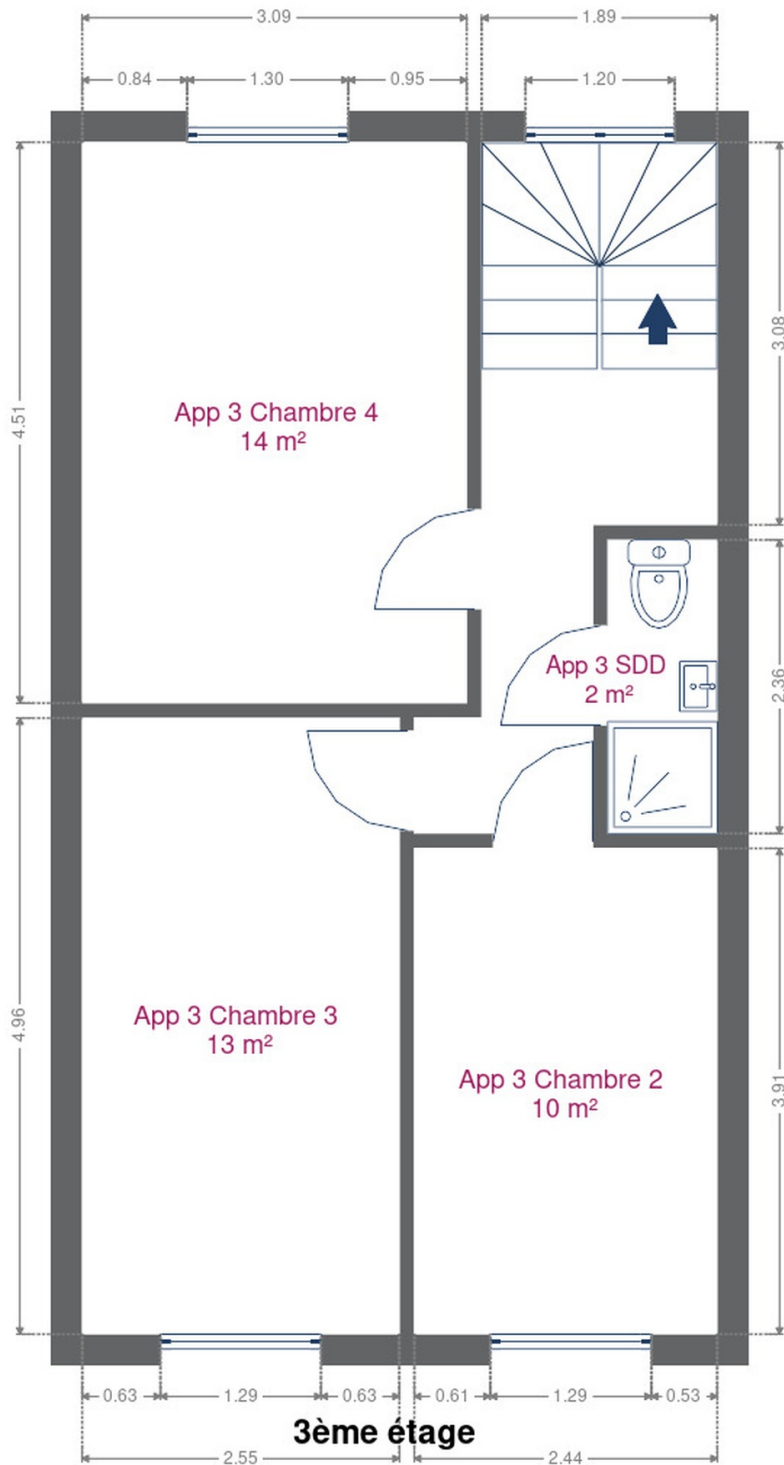 3.09
1.89
0.84
1.30
0.95
1.20
4.51
3.08
App 3 Chambre 4
14 m²
App 3 SDD
2 m²
2.36
4.96
App 3 Chambre 3
13 m²
App 3 Chambre 2
10 m²
3.91
0.63
1.29
0.63
0.61
1.29
0.53
3ème étage
2.55
2.44